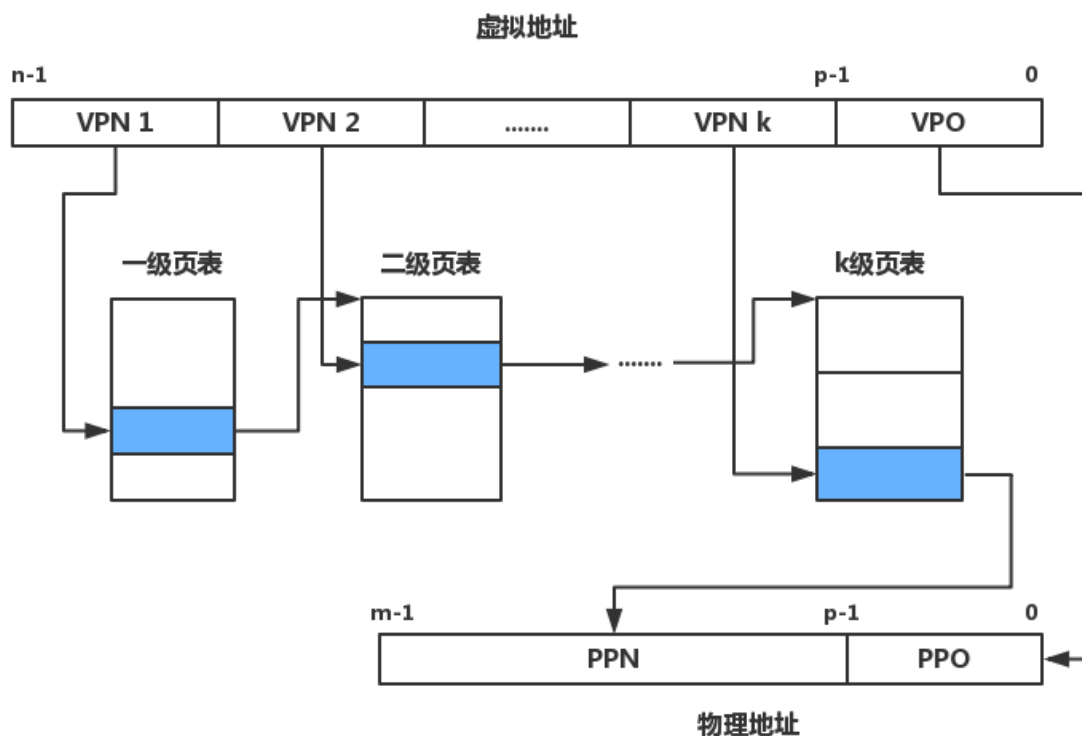 虚拟地址
n-1 p-1 0
VPN 1 VPN 2 ....... VPN k VPO
一级页表 二级页表 k级页表
.......
m-1 p-1 0
PPN PPO
物理地址